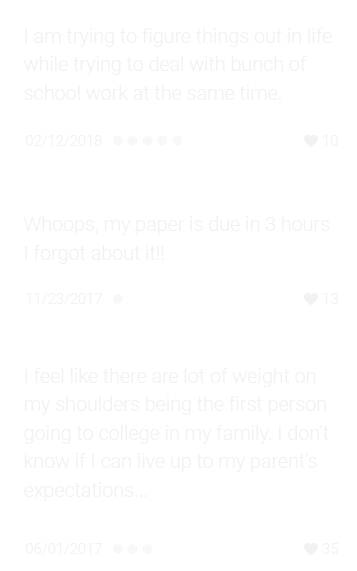 I am trying to figure things out in life
while trying to deal with bunch of
school work at the same time.
02/12/2018 10
Whoops, my paper is due in 3 hours
I forgot about it!!
11/23/2017 13
I feel like there are lot of weight on
my shoulders being the first person
going to college in my family. I don't
know if I can live up to my parent's
expectations...
06/01/2017 35